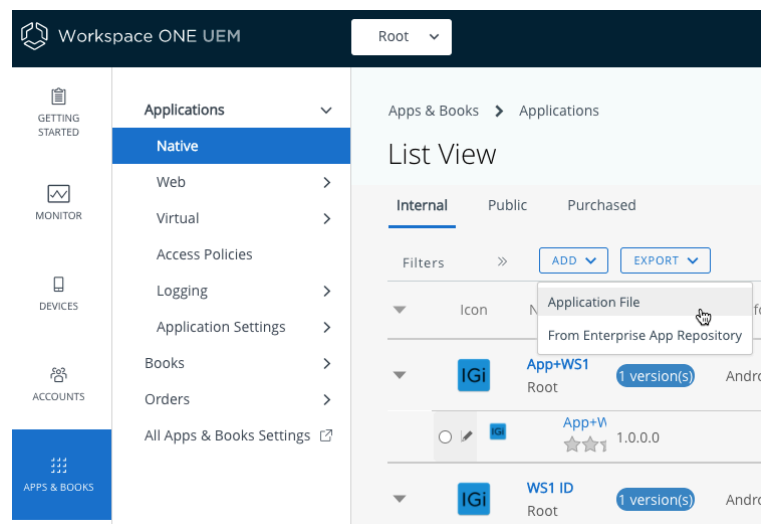 Workspace ONE UEM
Root
GETTING
STARTED
MONITOR
DEVICES
ACCOUNTS
APPS & BOOKS
Applications
Native
Web
Virtual
Access Policies
Logging
Application Settings
Books
Orders
All Apps & Books Settings
Apps & Books > Applications
List View
Internal Public Purchased
Filters » ADD EXPORT
Application File
From Enterprise App Repository
Icon
IGi App+WS1 1 version(s)
Root
IGi App+W 1.0.0.0
IGi WS1 ID 1 version(s)
Root